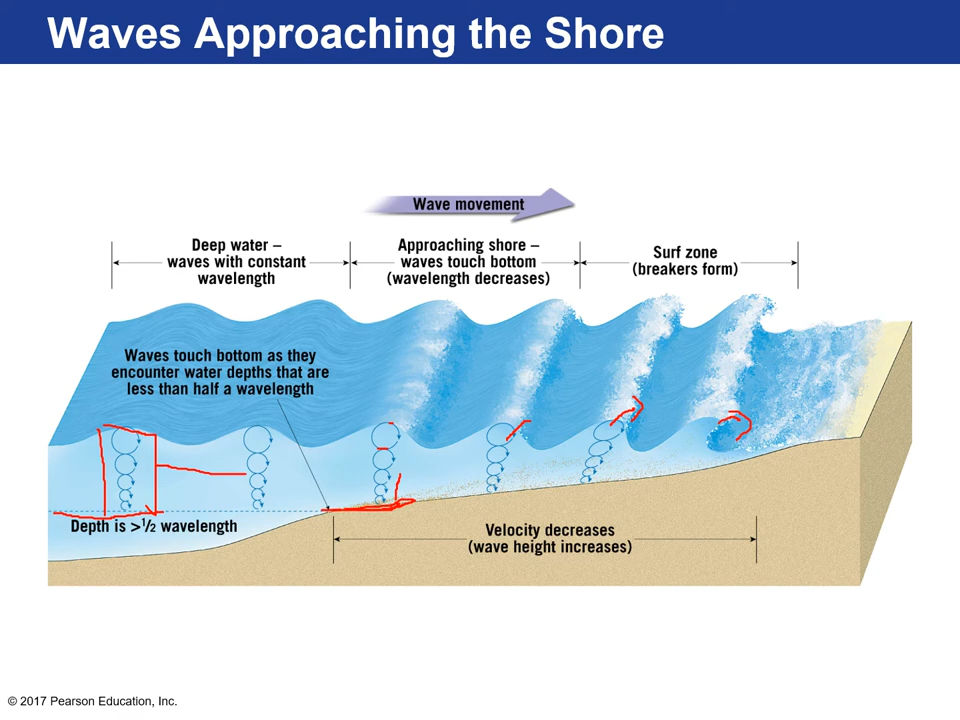 Waves Approaching the Shore
Wave movement
Deep water –
waves with constant
wavelength
Approaching shore –
waves touch bottom
(wavelength decreases)
Surf zone
(breakers form)
Waves touch bottom as they
encounter water depths that are
less than half a wavelength
Depth is >1/2 wavelength
Velocity decreases
(wave height increases)
© 2017 Pearson Education, Inc.